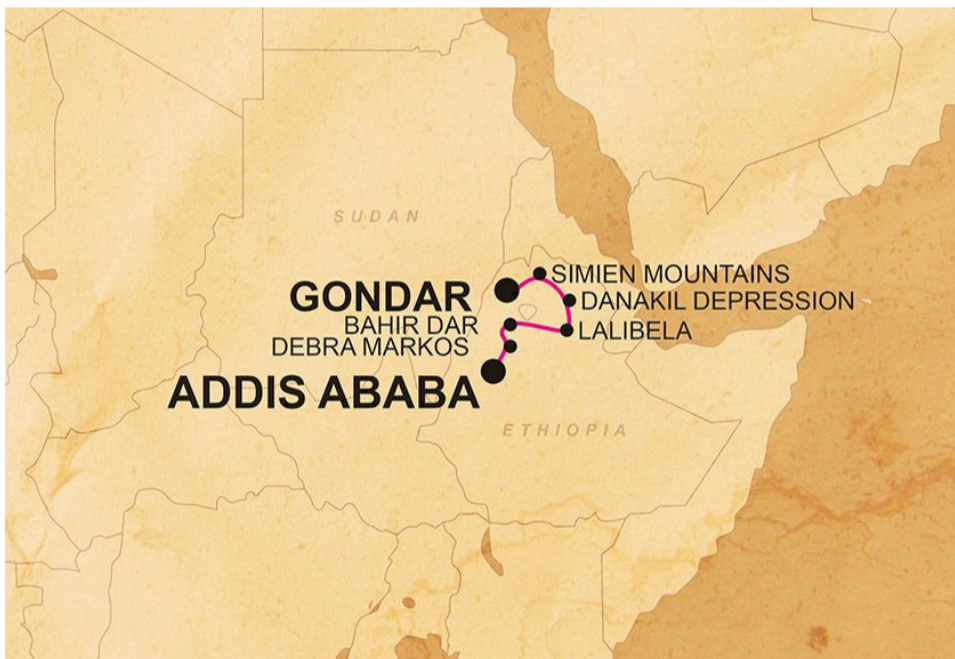 SUDAN
SIMIEN MOUNTAINS
GONDAR
DANAKIL DEPRESSION
BAHIR DAR
LALIBELA
DEBRA MARKOS
ADDIS ABABA
ETHIOPIA